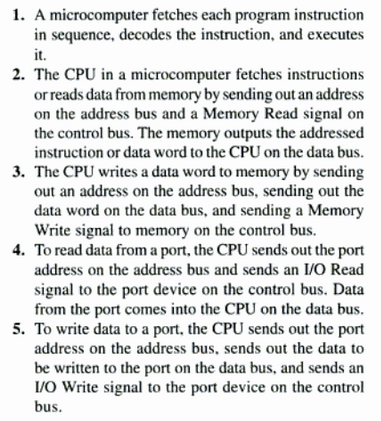 1. A microcomputer fetches each program instruction
in sequence, decodes the instruction, and executes
it.
2. The CPU in a microcomputer fetches instructions
or reads data from memory by sending out an address
on the address bus and a Memory Read signal on
the control bus. The memory outputs the addressed
instruction or data word to the CPU on the data bus.
3. The CPU writes a data word to memory by sending
out an address on the address bus, sending out the
data word on the data bus, and sending a Memory
Write signal to memory on the control bus.
4. To read data from a port, the CPU sends out the port
address on the address bus and sends an I/O Read
signal to the port device on the control bus. Data
from the port comes into the CPU on the data bus.
5. To write data to a port, the CPU sends out the port
address on the address bus, sends out the data to
be written to the port on the data bus, and sends an
I/O Write signal to the port device on the control
bus.